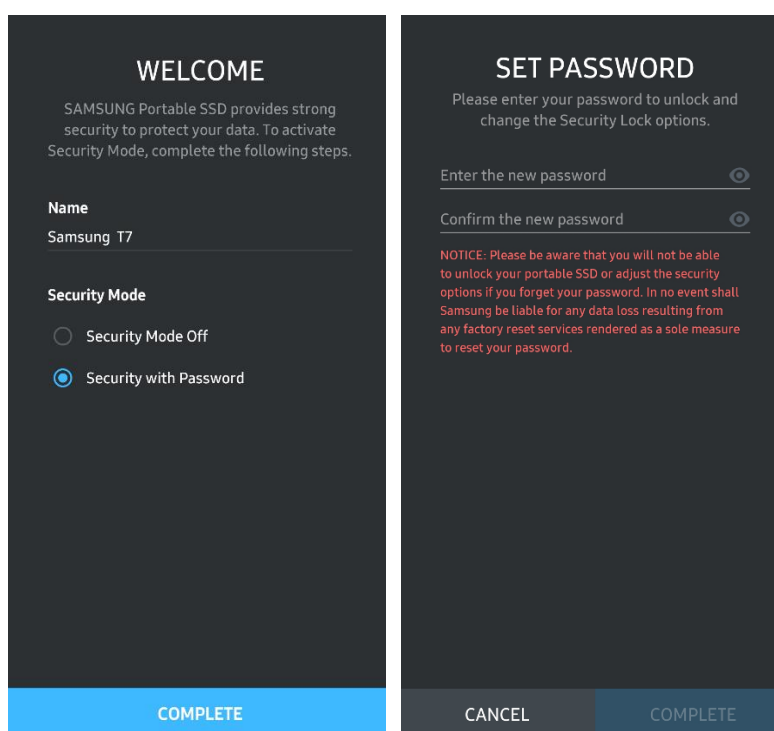 WELCOME
SAMSUNG Portable SSD provides strong
security to protect your data. To activate
Security Mode, complete the following steps.
Name
Samsung T7
Security Mode
Security Mode Off
Security with Password
COMPLETE
SET PASSWORD
Please enter your password to unlock and
change the Security Lock options.
Enter the new password
Confirm the new password
NOTICE: Please be aware that you will not be able
to unlock your portable SSD or adjust the security
options if you forget your password. In no event shall
Samsung be liable for any data loss resulting from
any factory reset services rendered as a sole measure
to reset your password.
CANCEL
COMPLETE